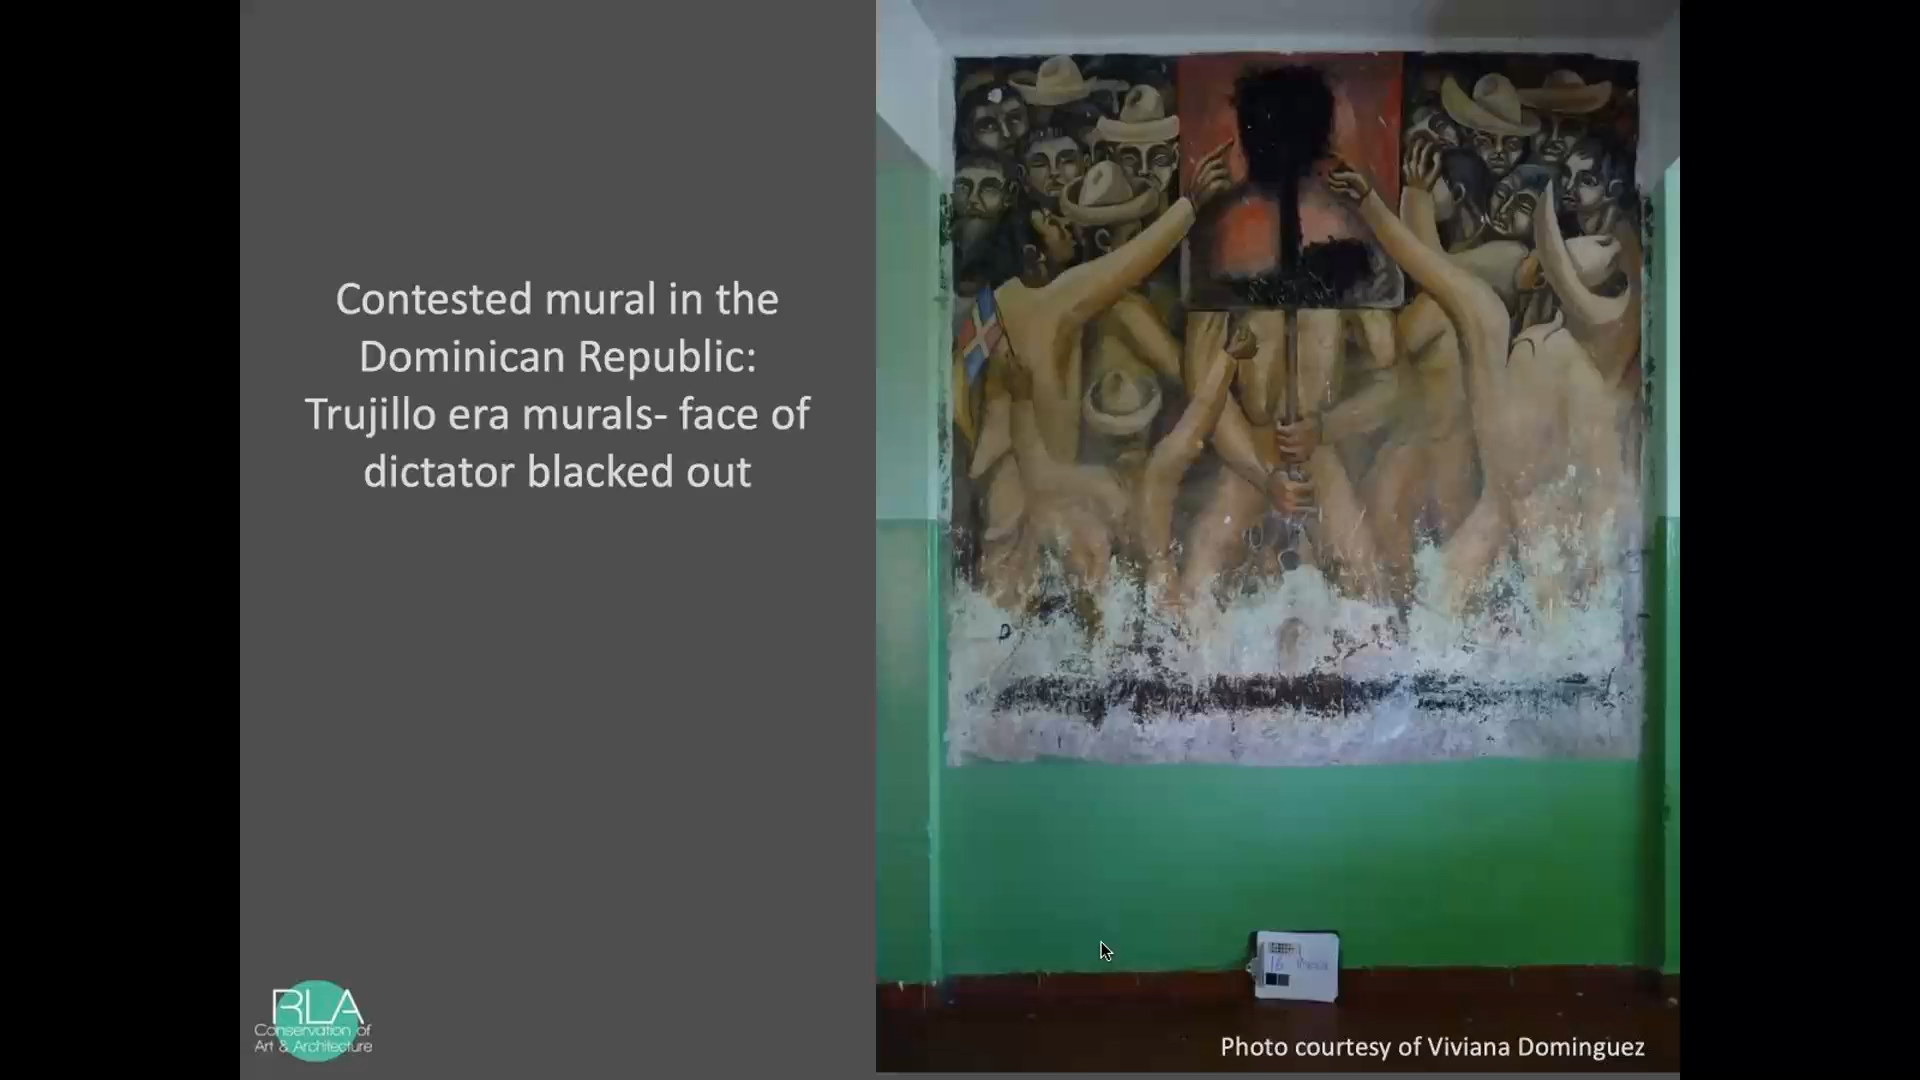 Contested mural in the
Dominican Republic:
Trujillo era murals- face of
dictator blacked out
RLA
Conservation of
Art & Architecture
16
Photo courtesy of Viviana Dominguez